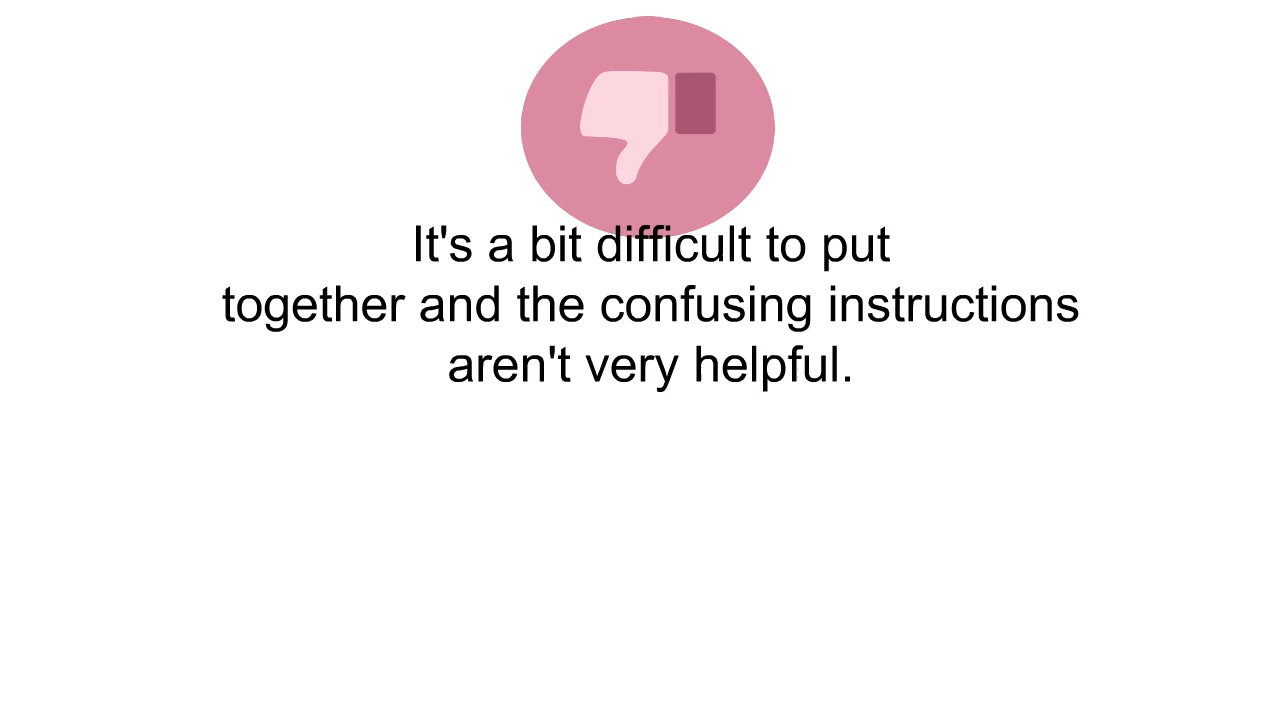 It's a bit difficult to put
together and the confusing instructions
aren't very helpful.